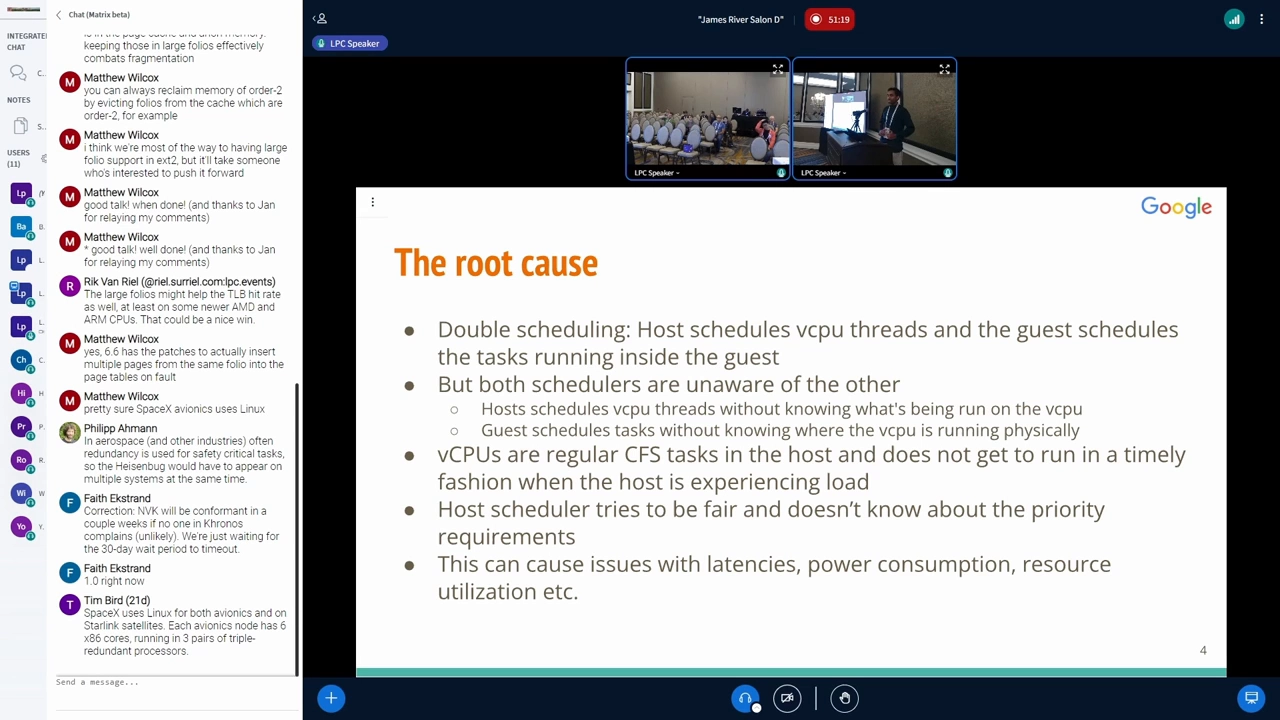 INTEGRATE
CHAT
C..
NOTES
S...
USERS
(11)
Lp
Ba
B.
Lp
L.
Lp
L.
Lp
L.
Ch
C.
Hi
H.
Pr
P.
Ro
R.
Wi
W
Yo
Y.
Chat (Matrix beta)
keeping those in large folios effectively
combats fragmentation
M
Matthew Wilcox
you can always reclaim memory of order-2
by evicting folios from the cache which are
order-2, for example
M
Matthew Wilcox
i think we're most of the way to having large
folio support in ext2, but it'll take someone
who's interested to push it forward
M
Matthew Wilcox
good talk! when done! (and thanks to Jan
for relaying my comments)
M
Matthew Wilcox
* good talk! well done! (and thanks to Jan
for relaying my comments)
R
Rik Van Riel (@riel.surriel.com:lpc.events)
The large folios might help the TLB hit rate
as well, at least on some newer AMD and
ARM CPUs. That could be a nice win.
M
Matthew Wilcox
yes, 6.6 has the patches to actually insert
multiple pages from the same folio into the
page tables on fault
M
Matthew Wilcox
pretty sure SpaceX avionics uses Linux
Philipp Ahmann
In aerospace (and other industries) often
redundancy is used for safety critical tasks,
so the Heisenbug would have to appear on
multiple systems at the same time.
F
Faith Ekstrand
Correction: NVK will be conformant in a
couple weeks if no one in Khronos
complains (unlikely). We're just waiting for
the 30-day wait period to timeout.
F
Faith Ekstrand
1.0 right now
T
Tim Bird (21d)
SpaceX uses Linux for both avionics and on
Starlink satellites. Each avionics node has 6
x86 cores, running in 3 pairs of triple-
redundant processors.
Send a message...
"James River Salon D"
51:19
LPC Speaker
LPC Speaker
LPC Speaker
Google
The root cause
● Double scheduling: Host schedules vcpu threads and the guest schedules
the tasks running inside the guest
● But both schedulers are unaware of the other
○ Hosts schedules vcpu threads without knowing what's being run on the vcpu
○ Guest schedules tasks without knowing where the vcpu is running physically
● vCPUs are regular CFS tasks in the host and does not get to run in a timely
fashion when the host is experiencing load
● Host scheduler tries to be fair and doesn’t know about the priority
requirements
● This can cause issues with latencies, power consumption, resource
utilization etc.
4